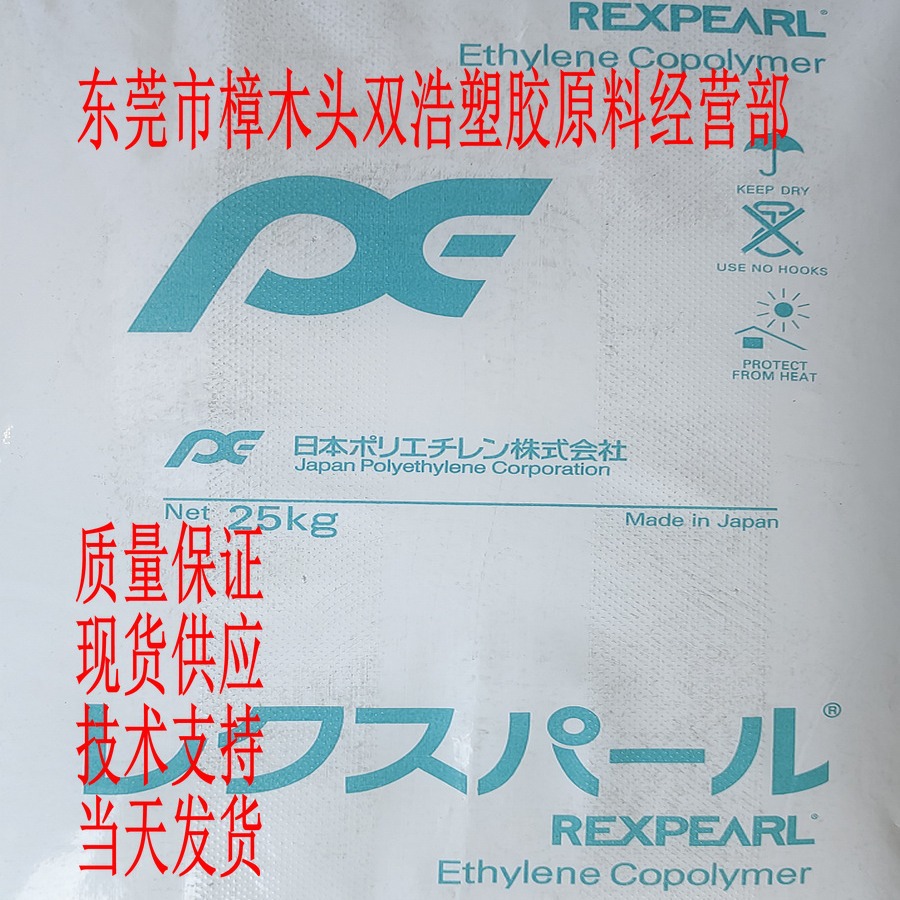 REXPEARL®
Ethylene Copolymer
东莞市樟木头双浩塑胶原料经营部
KEEP DRY
PE
USE NO HOOKS
PROTECT
FROM HEAT
PE
日本ポリエチレン株式会社
Japan Polyethylene Corporation
Net 25kg
Made in Japan
质量保证
现货供应
レクスパール®
技术支持
当天发货
REXPEARL®
Ethylene Copolymer